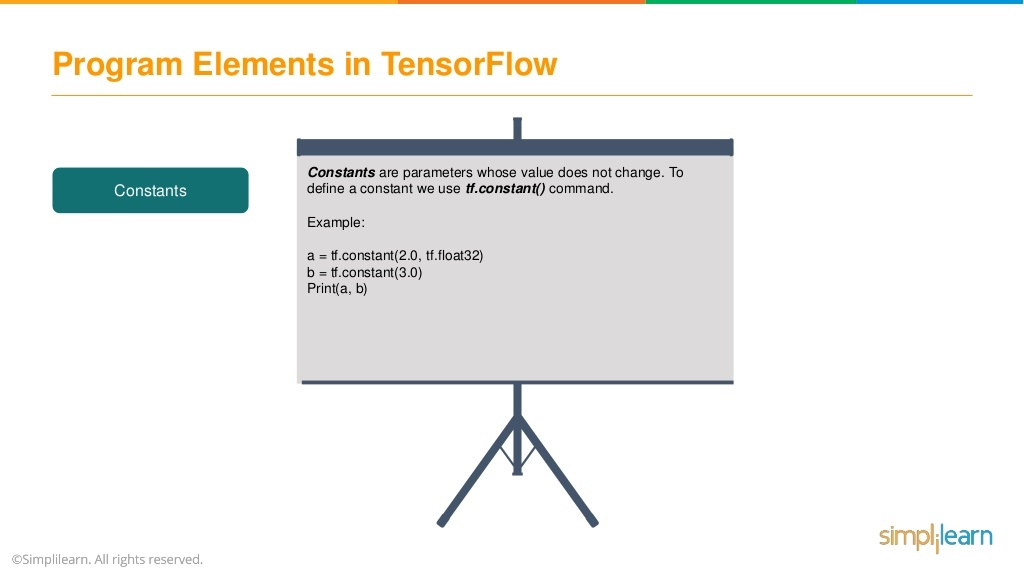 Program Elements in TensorFlow
Constants
Constants are parameters whose value does not change. To
define a constant we use tf.constant() command.
Example:
a = tf.constant(2.0, tf.float32)
b = tf.constant(3.0)
Print(a, b)
simplilearn
©Simplilearn. All rights reserved.